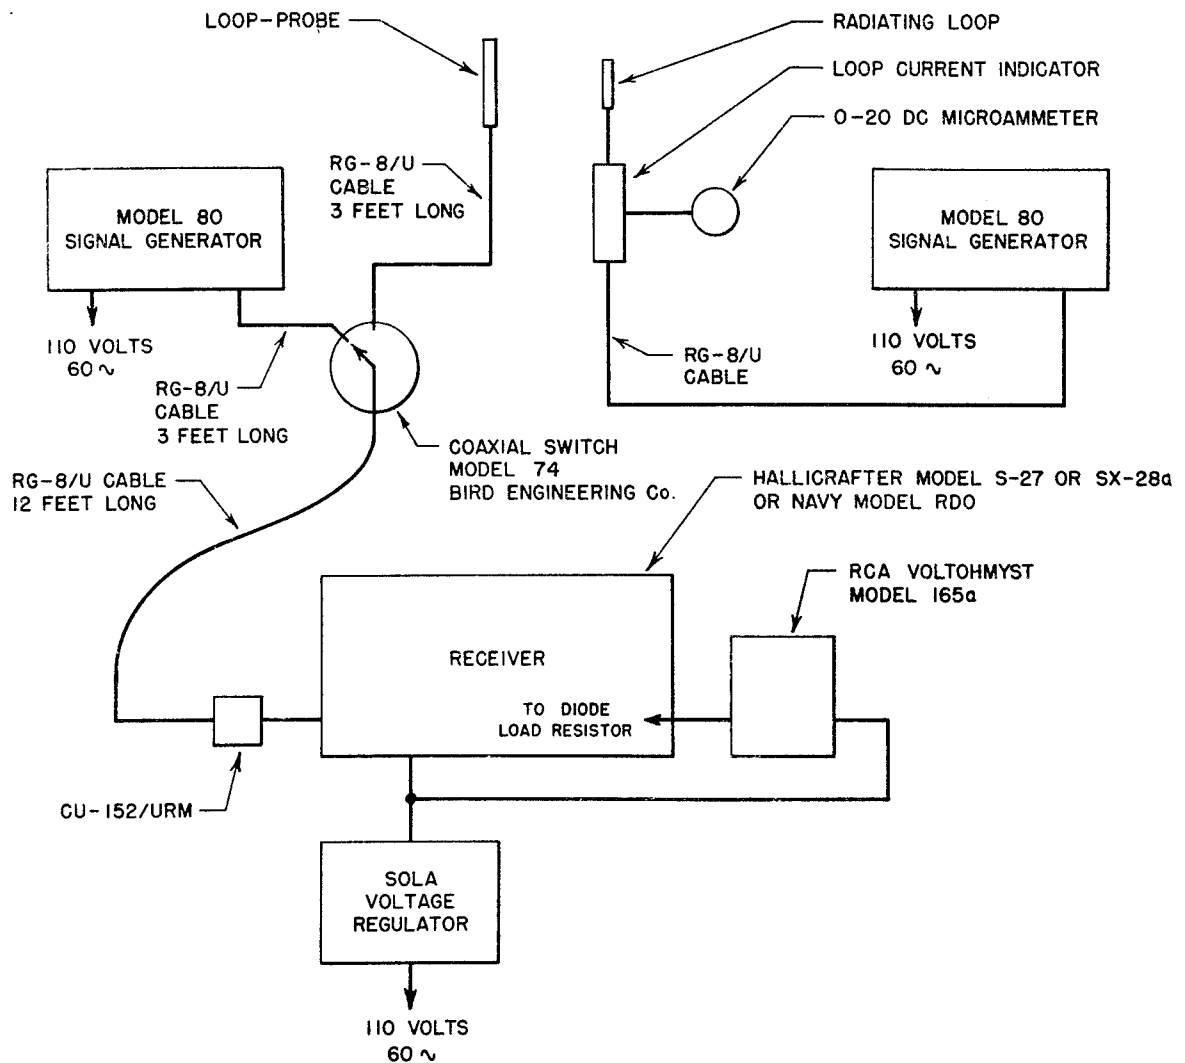 LOOP-PROBE
RADIATING LOOP
LOOP CURRENT INDICATOR
0-20 DC MICROAMMETER
RG-8/U
CABLE
3 FEET LONG
MODEL 80
SIGNAL GENERATOR
MODEL 80
SIGNAL GENERATOR
110 VOLTS
60 ~
RG-8/U
CABLE
3 FEET LONG
RG-8/U
CABLE
110 VOLTS
60 ~
COAXIAL SWITCH
MODEL 74
BIRD ENGINEERING Co.
RG-8/U CABLE
12 FEET LONG
HALLICRAFTER MODEL S-27 OR SX-28a
OR NAVY MODEL RDO
RCA VOLTOHMYST
MODEL 165a
RECEIVER
TO DIODE
LOAD RESISTOR
CU-152/URM
SOLA
VOLTAGE
REGULATOR
110 VOLTS
60 ~